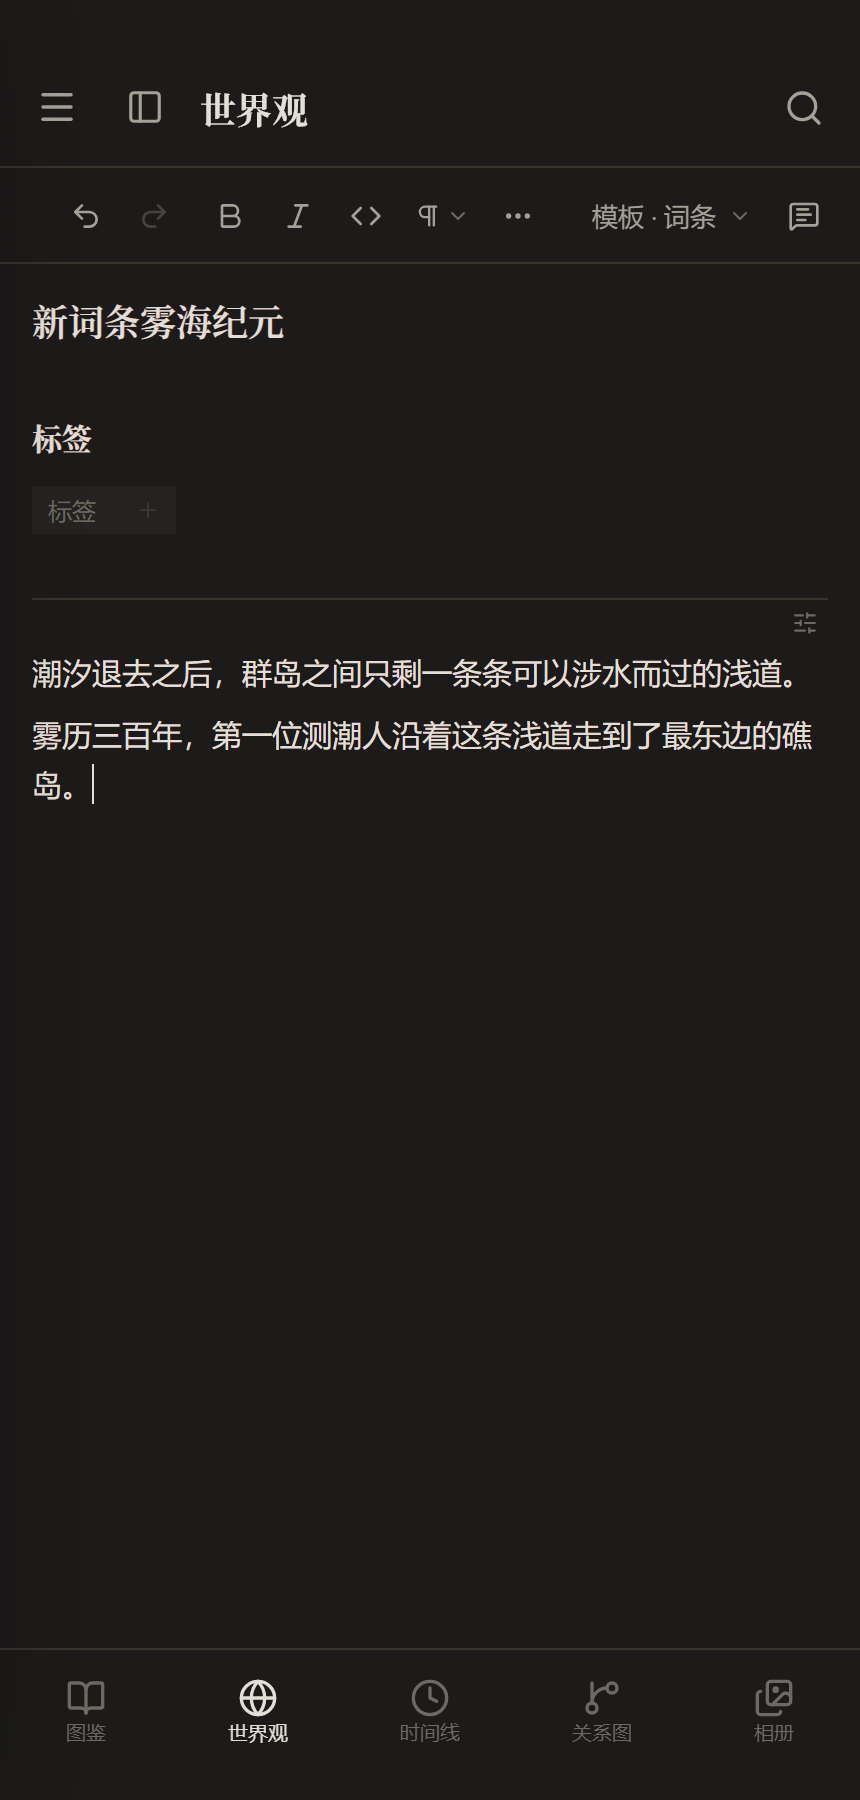 世界观
模板 · 词条
新词条雾海纪元
标签
标签
潮汐退去之后，群岛之间只剩一条条可以涉水而过的浅道。
雾历三百年，第一位测潮人沿着这条浅道走到了最东边的礁
岛。
图鉴
世界观
时间线
关系图
相册